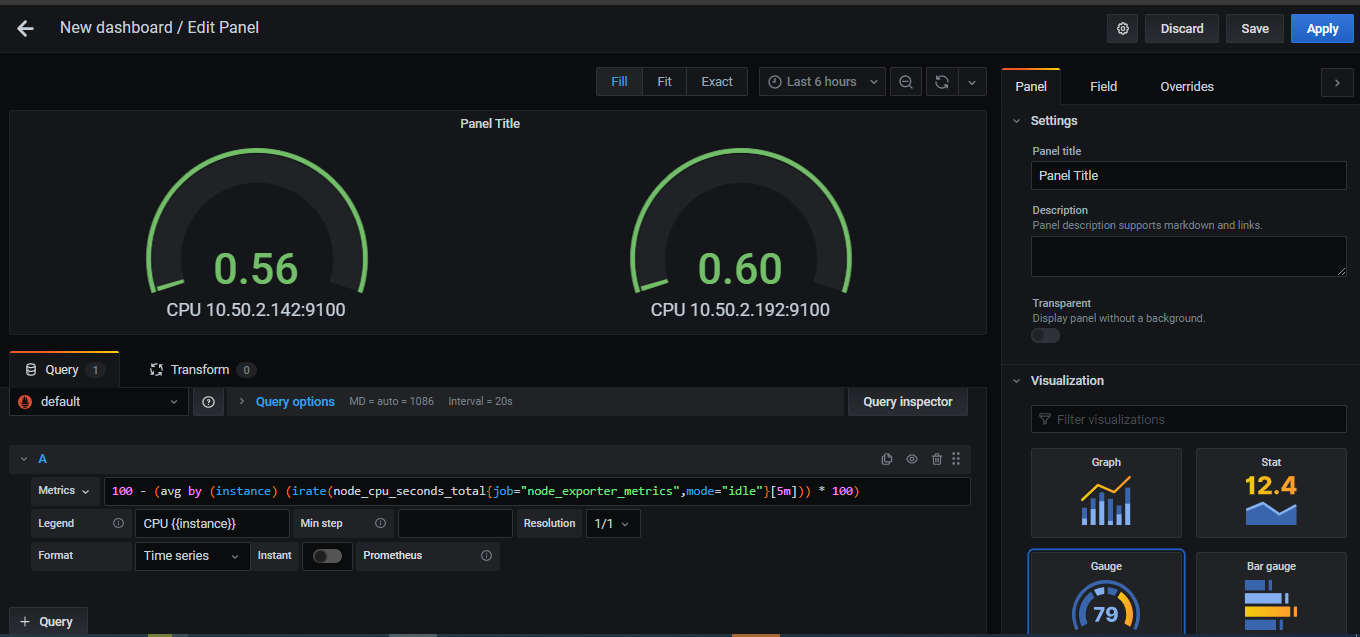 New dashboard / Edit Panel
Discard
Save
Apply
Fill
Fit
Exact
Last 6 hours
Panel Title
0.56
CPU 10.50.2.142:9100
0.60
CPU 10.50.2.192:9100
Query 1
Transform 0
default
Query options MD = auto = 1086 Interval = 20s
Query inspector
A
Metrics
100 - (avg by (instance) (irate(node_cpu_seconds_total{job="node_exporter_metrics",mode="idle"}[5m])) * 100)
Legend
CPU {{instance}}
Min step
Resolution
1/1
Format
Time series
Instant
Prometheus
+ Query
Panel
Field
Overrides
Settings
Panel title
Panel Title
Description
Panel description supports markdown and links.
Transparent
Display panel without a background.
Visualization
Filter visualizations
Graph
Stat
12.4
Gauge
79
Bar gauge